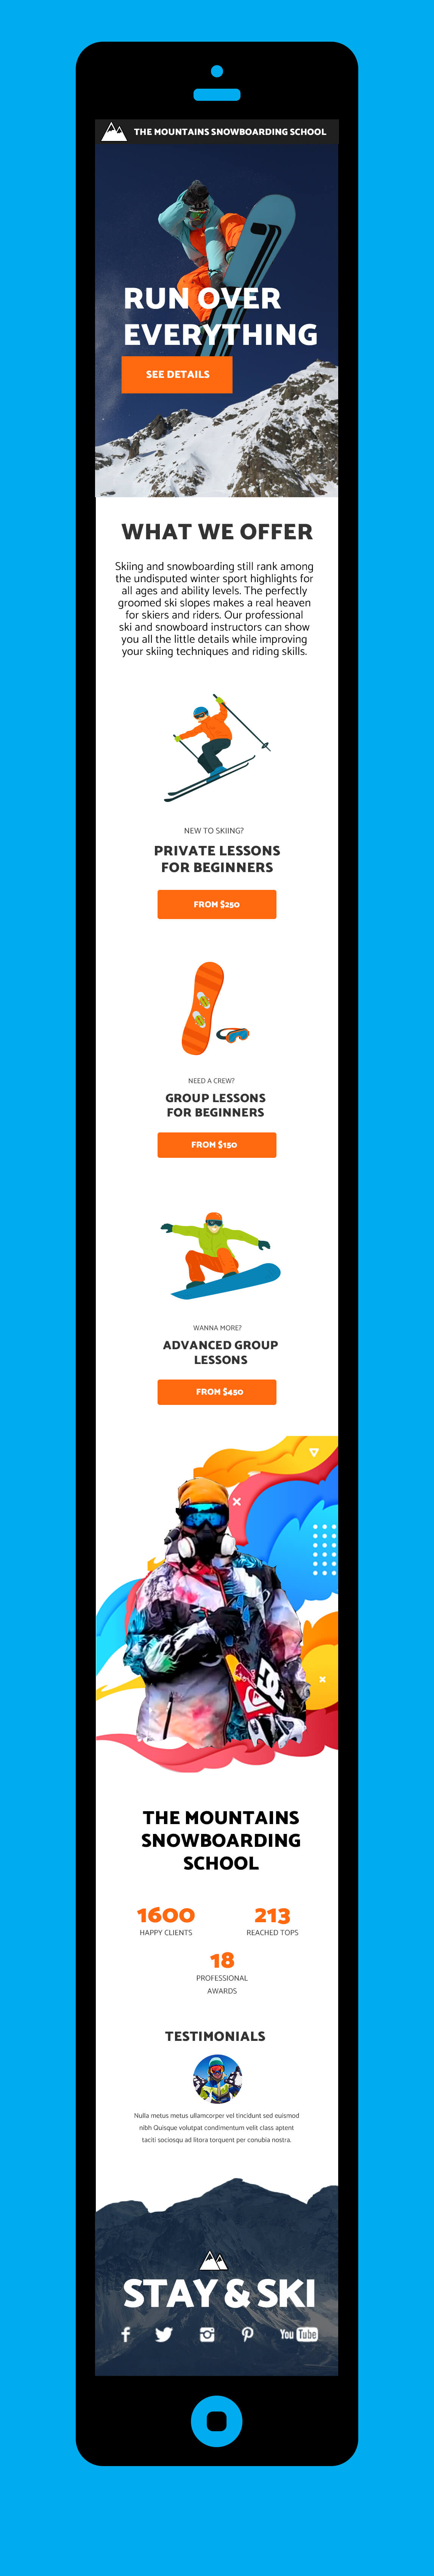 THE MOUNTAINS SNOWBOARDING SCHOOL
RUN OVER
EVERYTHING
SEE DETAILS
WHAT WE OFFER
Skiing and snowboarding still rank among
the undisputed winter sport highlights for
all ages and ability levels. The perfectly
groomed ski slopes makes a real heaven
for skiers and riders. Our professional
ski and snowboard instructors can show
you all the little details while improving
your skiing techniques and riding skills.
NEW TO SKIING?
PRIVATE LESSONS
FOR BEGINNERS
FROM $250
NEED A CREW?
GROUP LESSONS
FOR BEGINNERS
FROM $150
WANNA MORE?
ADVANCED GROUP
LESSONS
FROM $450
DC
THE MOUNTAINS
SNOWBOARDING
SCHOOL
1600
HAPPY CLIENTS
213
REACHED TOPS
18
PROFESSIONAL
AWARDS
TESTIMONIALS
Nulla metus metus ullamcorper vel tincidunt sed euismod
nibh Quisque volutpat condimentum velit class aptent
taciti sociosqu ad litora torquent per conubia nostra.
STAY & SKI
You Tube